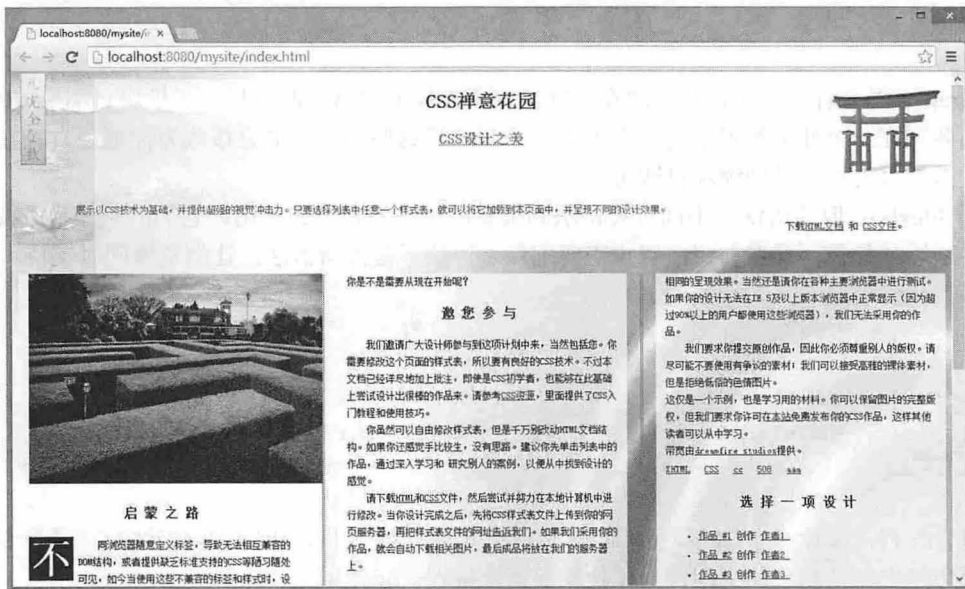 localhost:8080/mysite/i
localhost:8080/mysite/index.html
CSS禅意花园
CSS设计之美
展示以CSS技术为基础，并提供超强的视觉冲击力。只要选择列表中任意一个样式表，就可以将它加载到本页面中，并呈现不同的设计效果。
下载HTML文档 和 CSS文件。
启蒙之路
不
同浏览器随意定义标签，导致无法相互兼容的
DOM结构，或者提供缺乏标准支持的CSS等陋习随处
可见，如今当使用这些不兼容的标签和样式时，设
你是不是需要从现在开始呢？
邀您参与
我们邀请广大设计师参与到这项计划中来，当然包括您。你
需要修改这个页面的样式表，所以要有良好的CSS技术。不过本
文档已经详尽地加上批注，即便是CSS初学者，也能够在此基础
上尝试设计出很棒的作品来。请参考CSS资源，里面提供了CSS入
门教程和使用技巧。
你虽然可以自由修改样式表，但是千万别改动HTML文档结
构。如果你还感觉手比较生，没有思路。建议你先单击列表中的
作品，通过深入学习和 研究别人的案例，以便从中找到设计的
感觉。
请下载HTML和CSS文件，然后尝试并努力在本地计算机中进
行修改。当你设计完成之后，先将CSS样式表文件上传到你的网
页服务器，再把样式表文件的网址告诉我们。如果我们采用你的
作品，就会自动下载相关图片，最后成品将放在我们的服务器
上。
相同的呈现效果。当然还是请你在各种主要浏览器中进行测试。
如果你的设计无法在IE 5及以上版本浏览器中正常显示（因为超
过90%以上的用户都使用这些浏览器），我们无法采用你的作
品。
我们要求你提交原创作品，因此你必须尊重别人的版权。请
尽可能不要使用有争议的素材；我们可以接受高雅的裸体素材，
但是拒绝低俗的色情图片。
这仅是一个示例，也是学习用的材料。你可以保留图片的完整版
权，但我们要求你许可在本站免费发布你的CSS作品，这样其他
读者可以从中学习。
带宽由dreamfire studios提供。
XHTML CSS cc 508 aaa
选择一项设计
作品 #1 创作 作者1
作品 #2 创作 作者2
作品 #3 创作 作者3